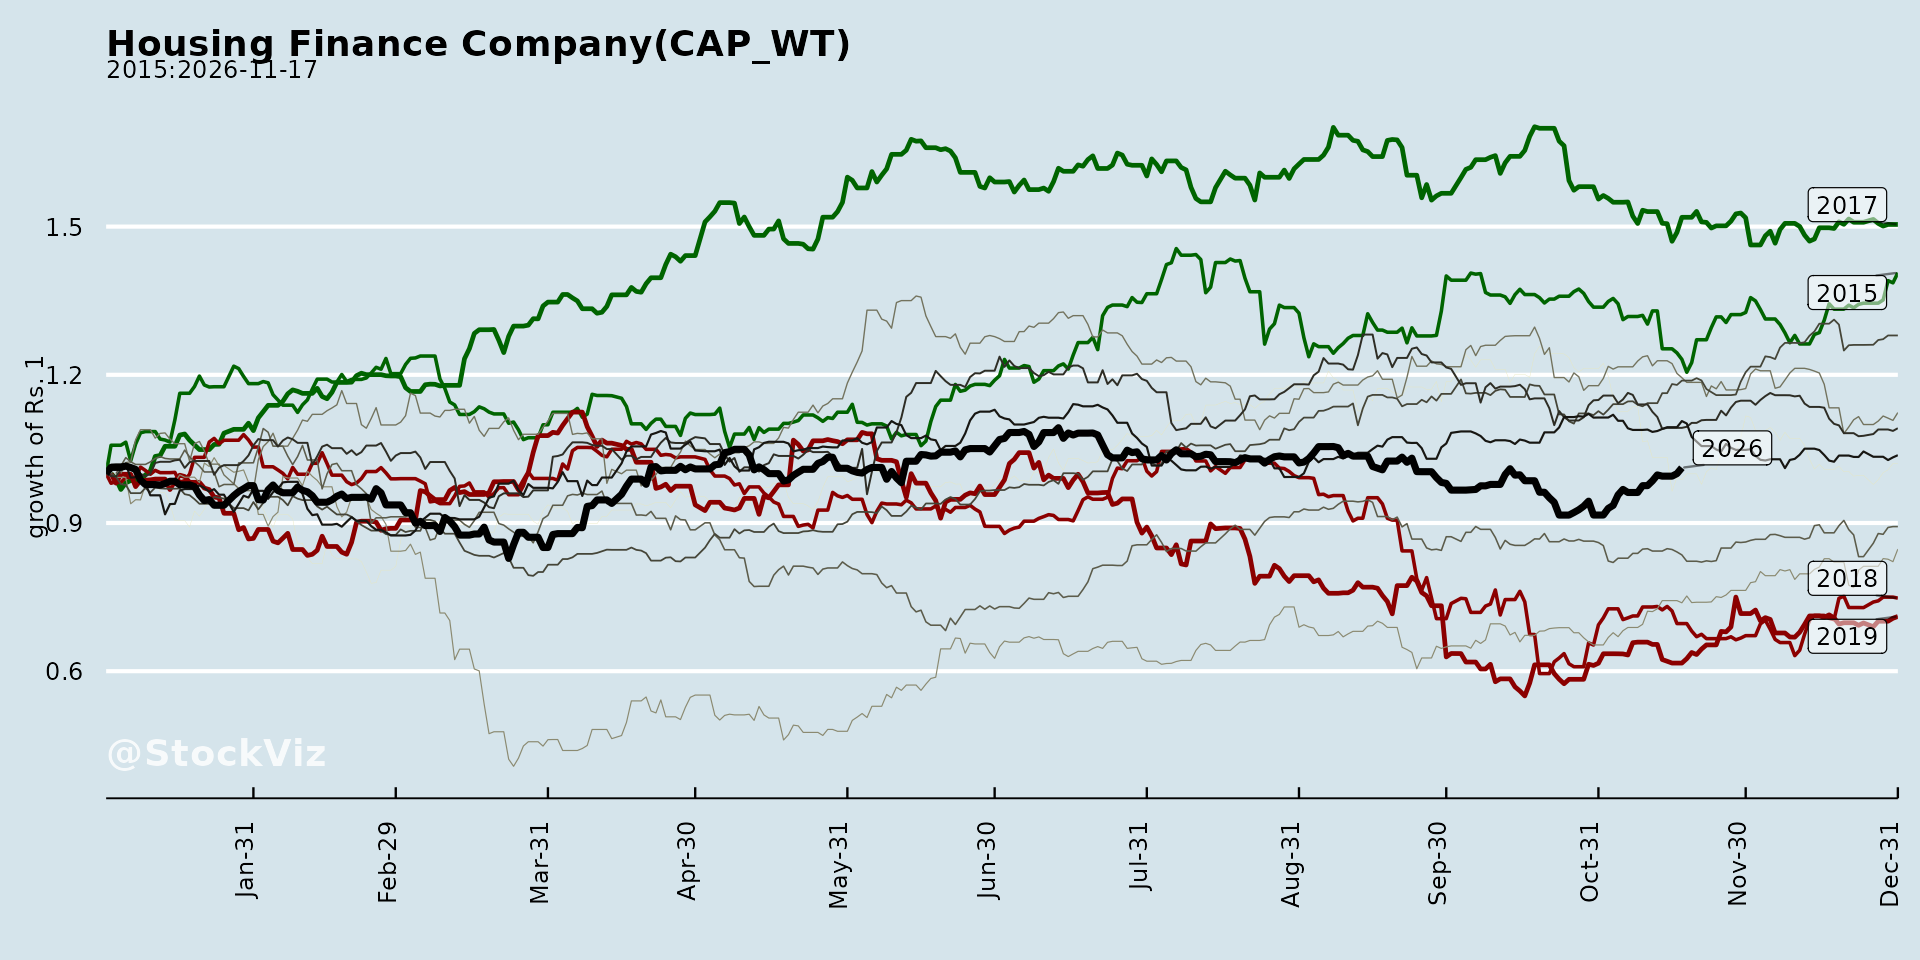 Housing Finance Company(CAP_WT)
2015:2026-11-17
growth of Rs. 1
1.5
1.2
0.9
0.6
2017
2015
2026
2018
2019
@StockViz
Jan-31
Feb-29
Mar-31
Apr-30
May-31
Jun-30
Jul-31
Aug-31
Sep-30
Oct-31
Nov-30
Dec-31